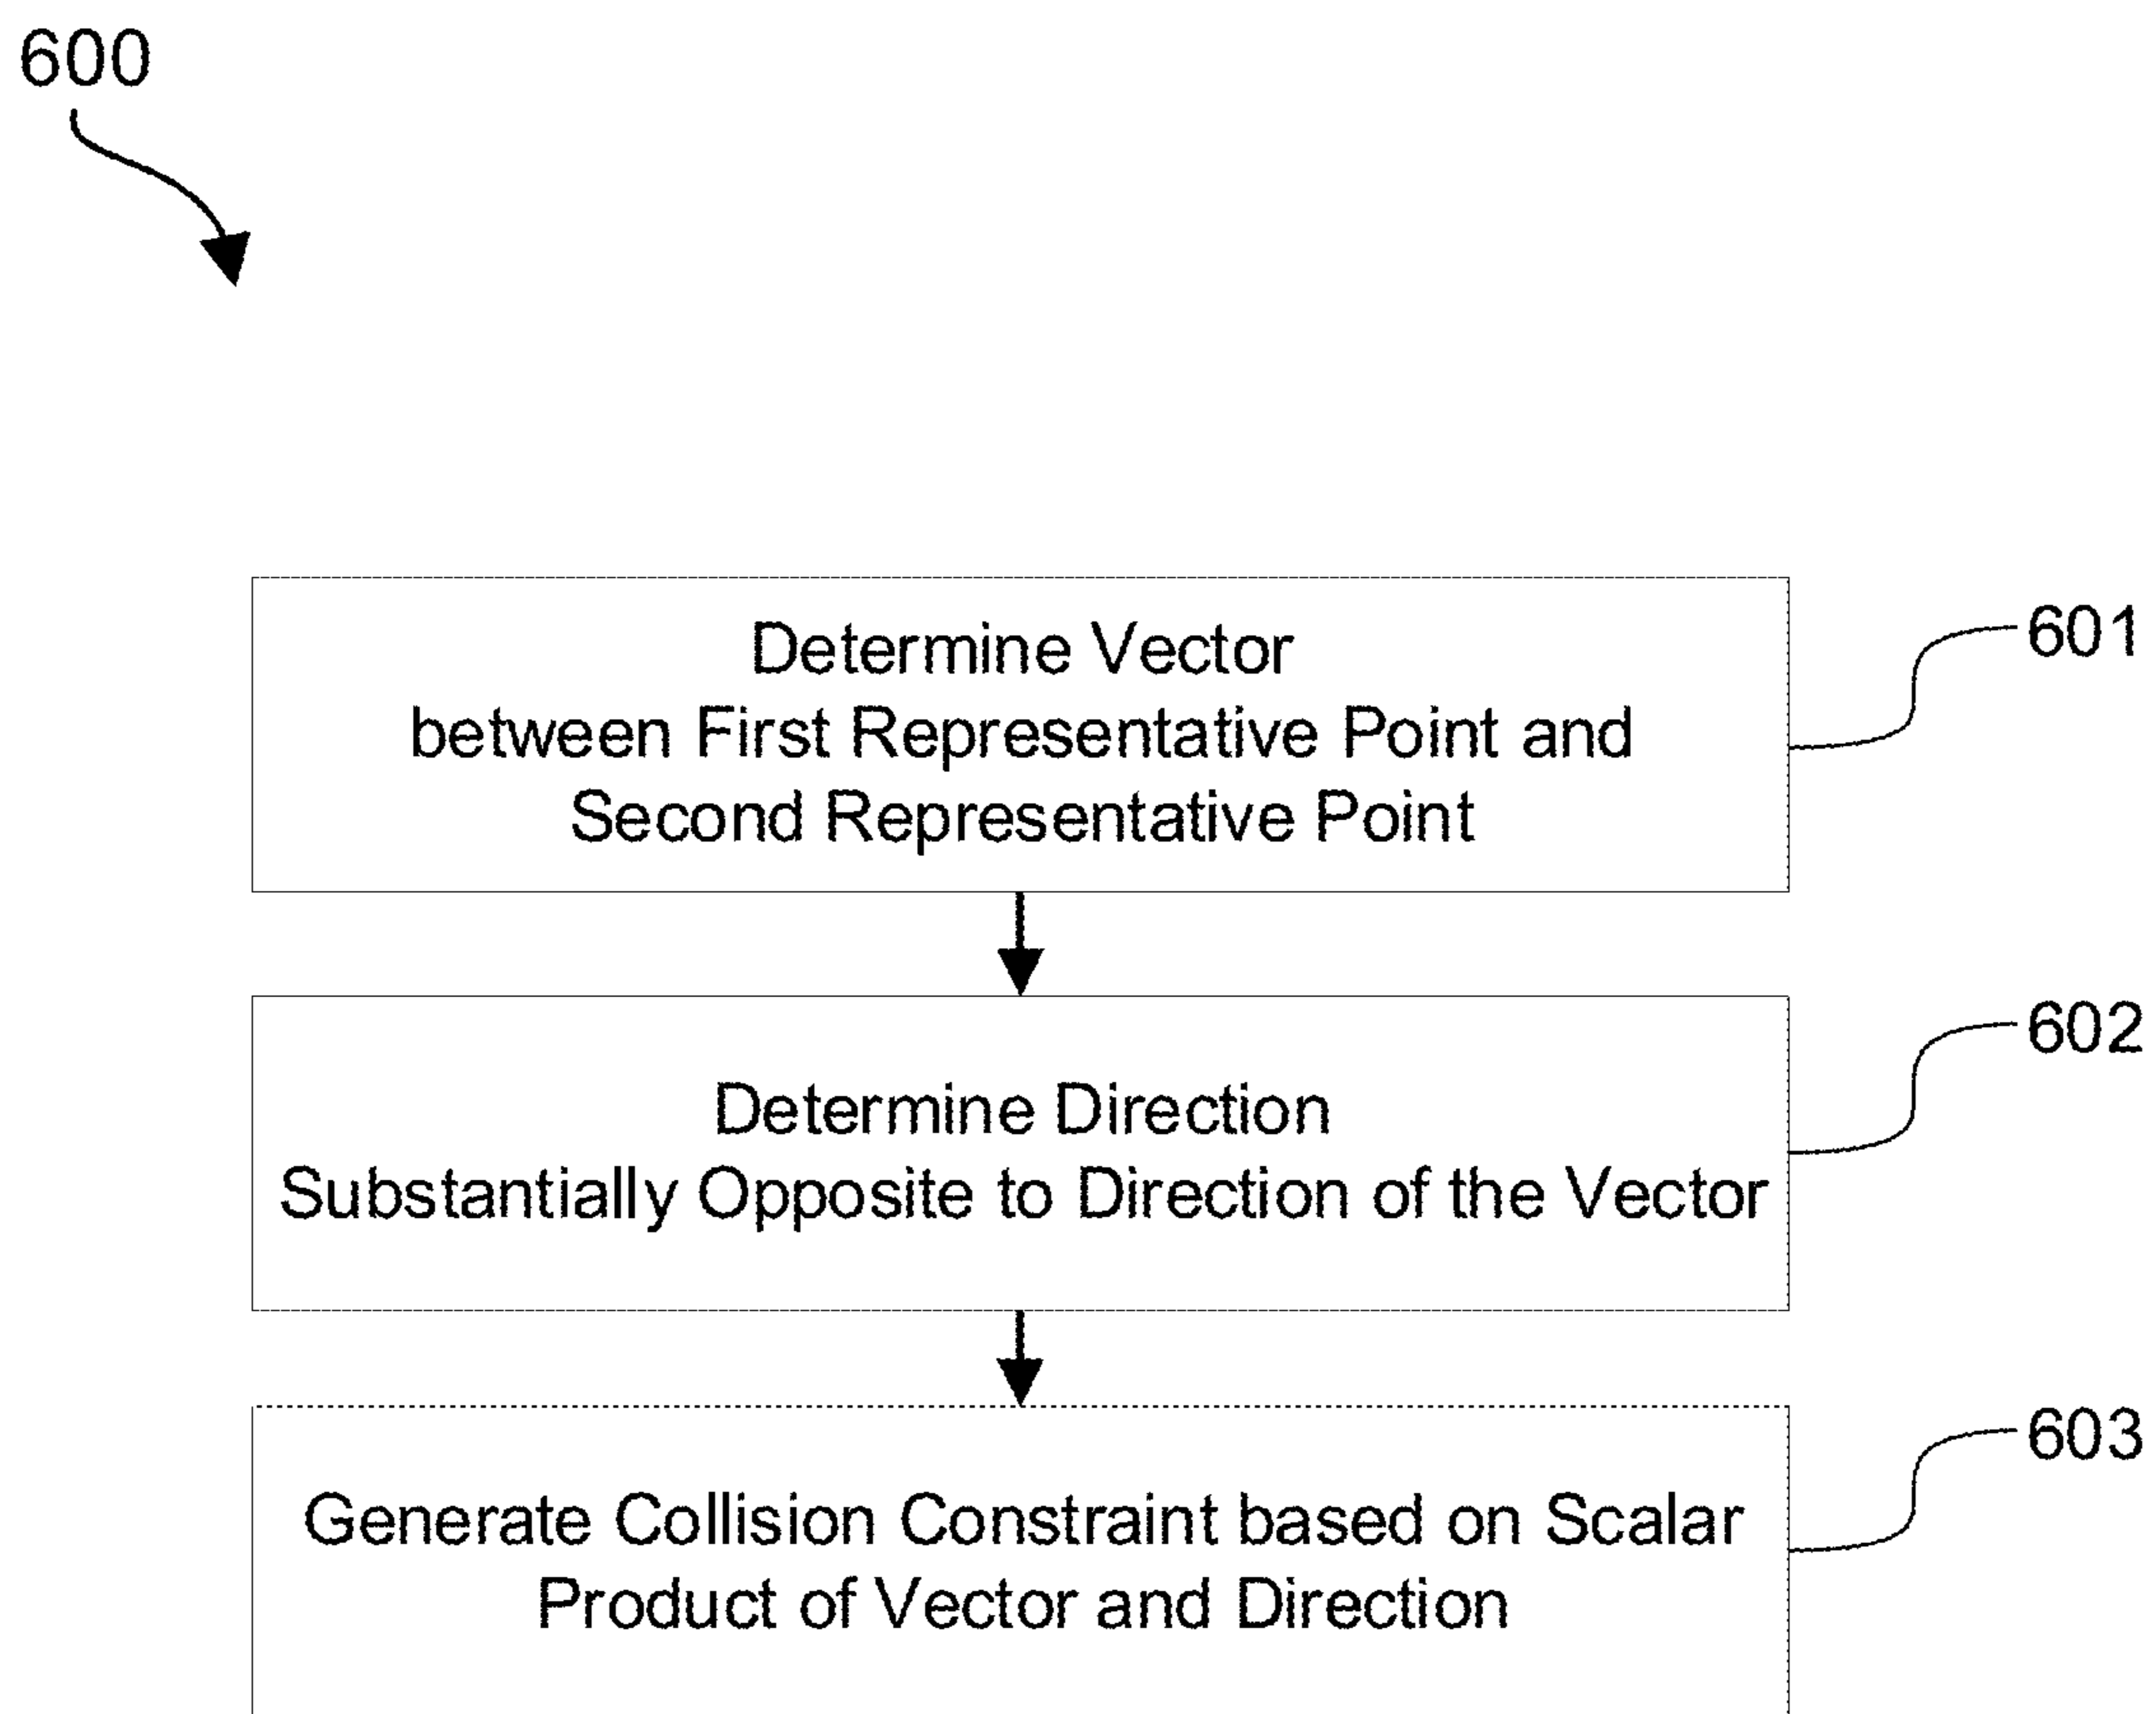 600
Determine Vector
between First Representative Point and
Second Representative Point
601
Determine Direction
Substantially Opposite to Direction of the Vector
602
Generate Collision Constraint based on Scalar
Product of Vector and Direction
603